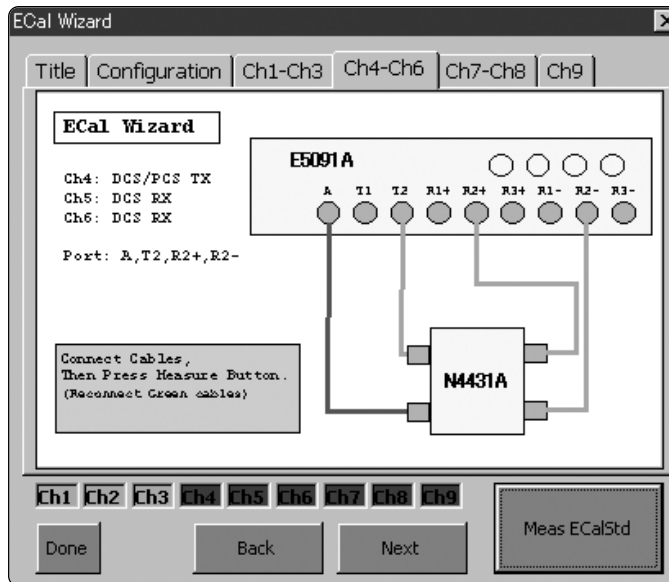 ECal Wizard
Title Configuration Ch1-Ch3 Ch4-Ch6 Ch7-Ch8 Ch9
ECal Wizard
Ch4: DCS/PCS TX
Ch5: DCS RX
Ch6: DCS RX
Port: A,T2,R2+,R2-
E5091A
A T1 T2 R1+ R2+ R3+ R1- R2- R3-
N4431A
Connect Cables,
Then Press Measure Button.
(Reconnect Green cables)
Ch1 Ch2 Ch3 Ch4 Ch5 Ch6 Ch7 Ch8 Ch9
Done Back Next Meas ECalStd